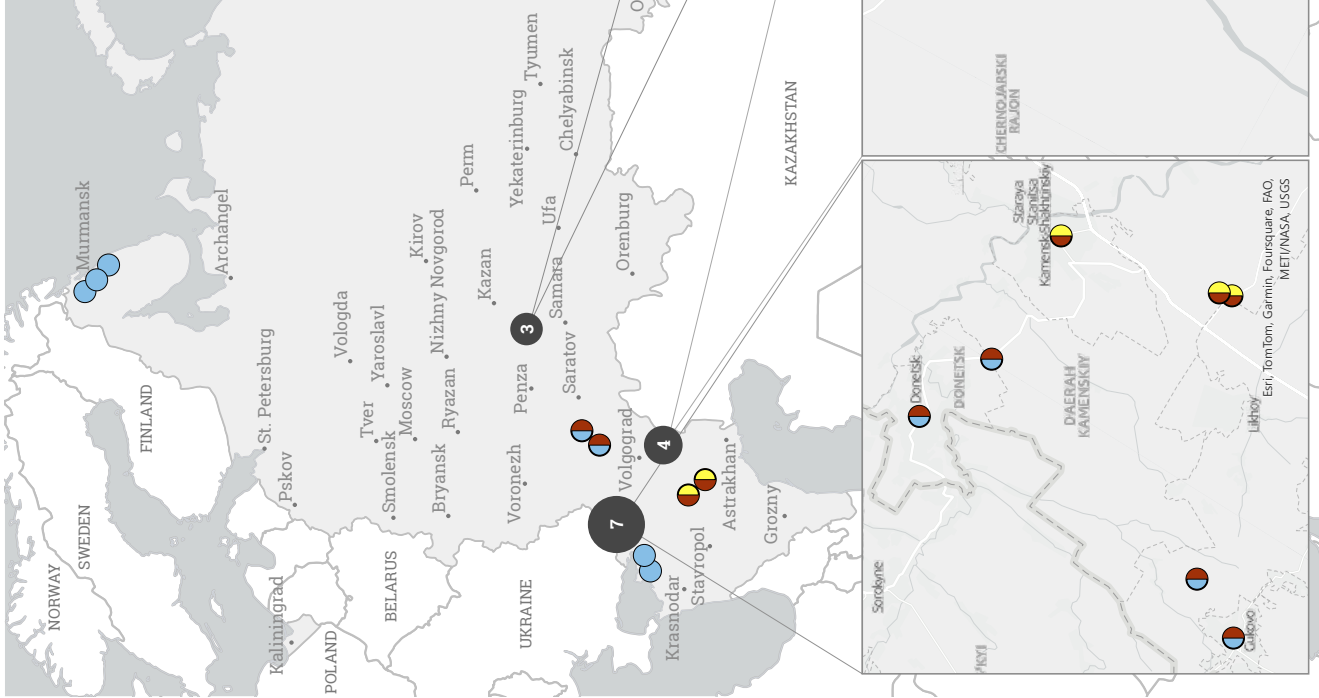 NORWAY
SWEDEN
Murmansk
FINLAND
Archangel
St. Petersburg
Kaliningrad
Pskov
POLAND
Vologda
Tver
Yaroslavl
Smolensk
BELARUS
Moscow
Kirov
Bryansk
Nizhny Novgorod
Ryazan
Perm
Kazan
Voronezh
Penza
Yekaterinburg
3
UKRAINE
Tyumen
Ufa
Samara
Chelyabinsk
Saratov
7
Volgograd
Orenburg
O
4
Krasnodar
Stavropol
Astrakhan
Grozny
KAZAKHSTAN
Sorokyne
Donetsk
DONETSK
KYI
CHERNOJARSKI
RAJON
Staraya
Stanitsa
Kamensk-Shakhtinskiy
DAERAH
KAMENSKIY
Gukovo
Likhoy
Esri, TomTom, Garmin, Foursquare, FAO,
METI/NASA, USGS